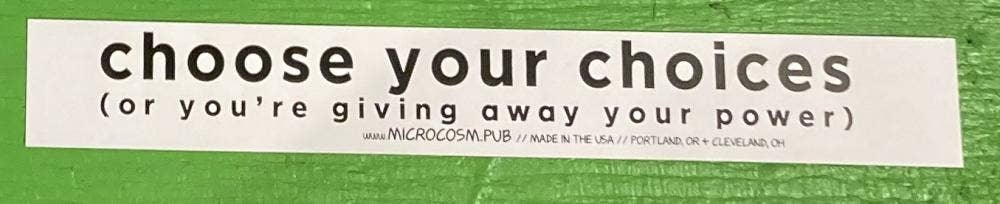 choose your choices
(or you're giving away your power)
www.MICROCOSM.PUB // MADE IN THE USA // PORTLAND, OR + CLEVELAND, OH